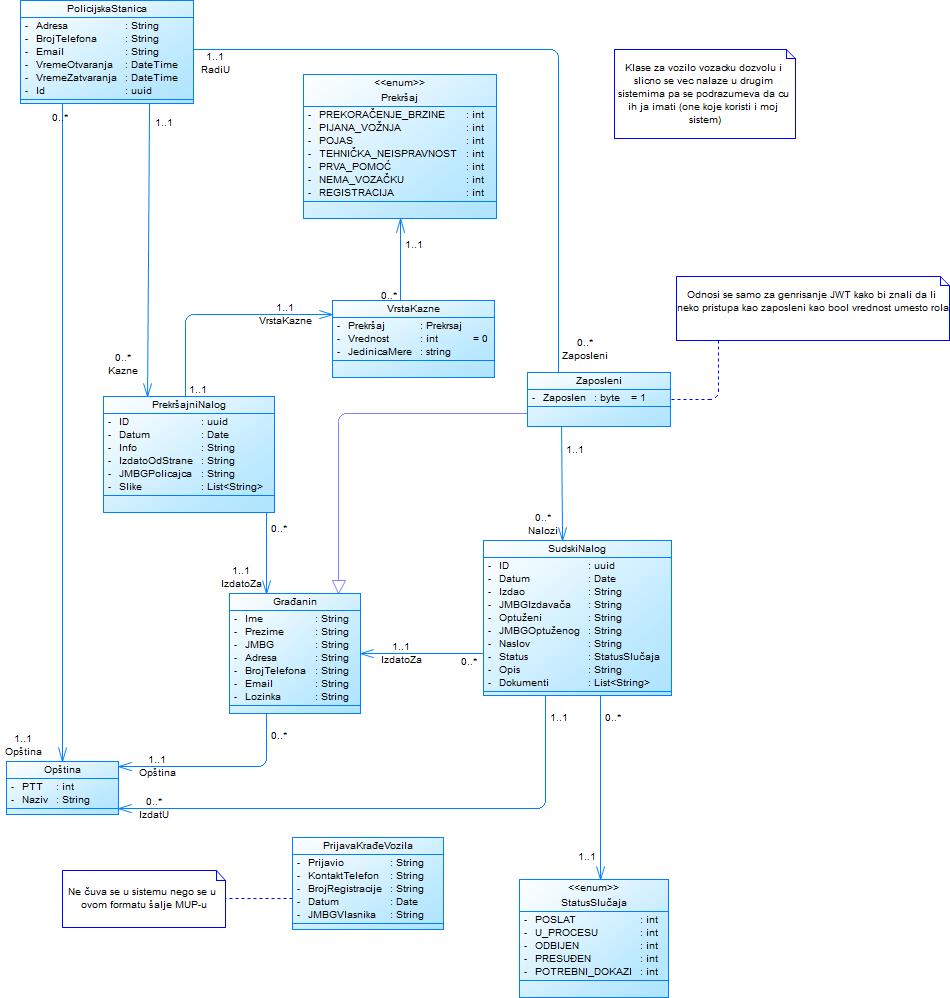 PolicijskaStanica
- Adresa : String
- BrojTelefona : String
- Email : String
- VremeOtvaranja : DateTime
- VremeZatvaranja : DateTime
- Id : uuid
1..1
RadiU
0..*
1..1
Klase za vozilo vozacku dozvolu i
slicno se vec nalaze u drugim
sistemima pa se podrazumeva da cu
ih ja imati (one koje koristi i moj
sistem)
<<enum>>
Prekršaj
- PREKORAČENJE_BRZINE : int
- PIJANA_VOŽNJA : int
- POJAS : int
- TEHNIČKA_NEISPRAVNOST : int
- PRVA_POMOĆ : int
- NEMA_VOZAČKU : int
- REGISTRACIJA : int
1..1
0..*
1..1
VrstaKazne
VrstaKazne
- Prekršaj : Prekrsaj
- Vrednost : int = 0
- JedinicaMere : string
Odnosi se samo za genrisanje JWT kako bi znali da li
neko pristupa kao zaposleni kao bool vrednost umesto rola
0..*
Kazne
1..1
0..*
Zaposleni
Zaposleni
- Zaposlen : byte = 1
PrekršajniNalog
- ID : uuid
- Datum : Date
- Info : String
- IzdatoOdStrane : String
- JMBGPolicajca : String
- Slike : List<String>
1..1
0..*
0..*
Nalozi
1..1
IzdatoZa
SudskiNalog
- ID : uuid
- Datum : Date
- Izdao : String
- JMBGIzdavača : String
- Optuženi : String
- JMBGOptuženog : String
- Naslov : String
- Status : StatusSlučaja
- Opis : String
- Dokumenti : List<String>
Građanin
- Ime : String
- Prezime : String
- JMBG : String
- Adresa : String
- BrojTelefona : String
- Email : String
- Lozinka : String
1..1
IzdatoZa
0..*
0..*
1..1
0..*
1..1
Opština
1..1
Opština
Opština
- PTT : int
- Naziv : String
0..*
IzdatU
1..1
PrijavaKrađeVozila
- Prijavio : String
- KontaktTelefon : String
- BrojRegistracije : String
- Datum : Date
- JMBGVlasnika : String
Ne čuva se u sistemu nego se u
ovom formatu šalje MUP-u
<<enum>>
StatusSlučaja
- POSLAT : int
- U_PROCESU : int
- ODBIJEN : int
- PRESUĐEN : int
- POTREBNI_DOKAZI : int